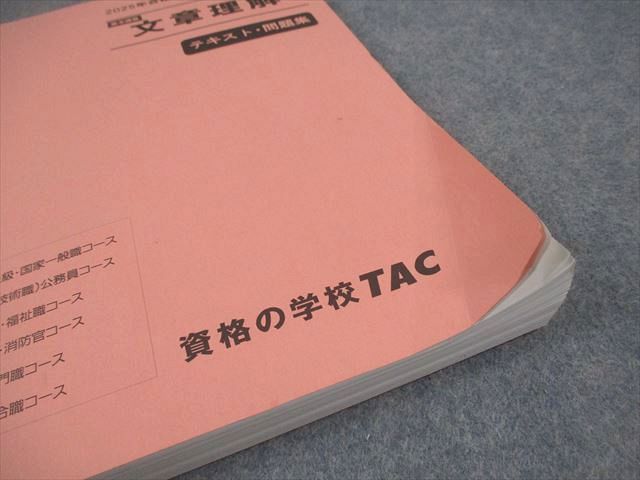 2025年
文章理解
テキスト・問題集
級・国家一般職コース
技術職)公務員コース
・福祉職コース
・消防官コース
門職コース
合職コース
資格の学校TAC